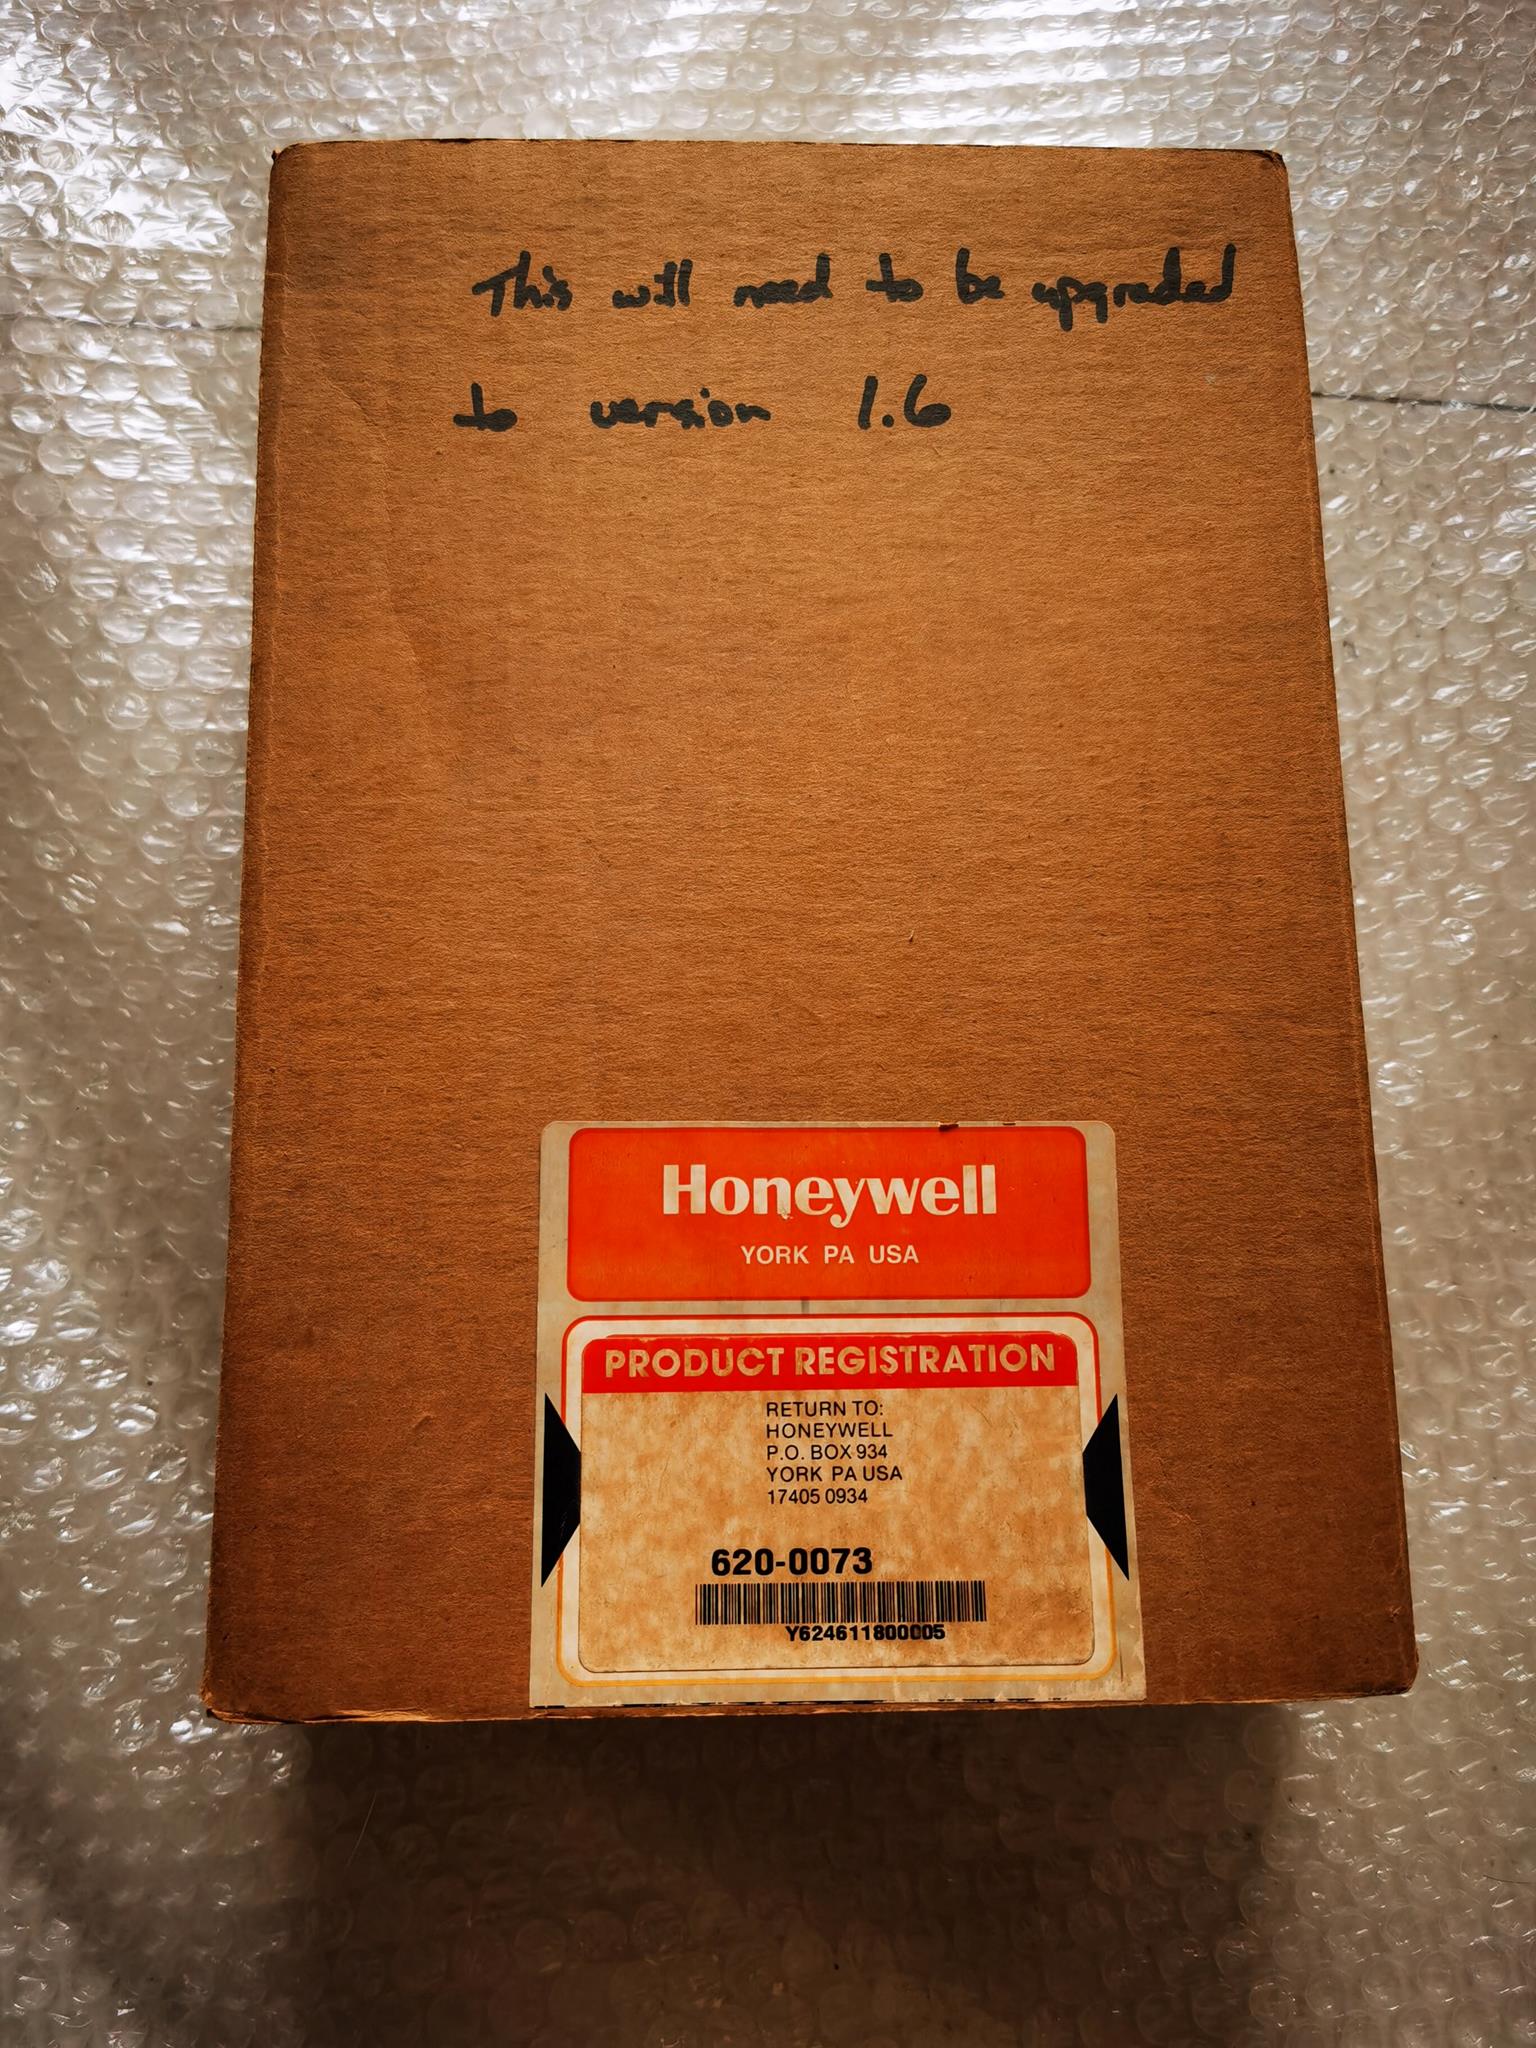 This will need to be upgraded
to version 1.6
Honeywell
YORK PA USA
PRODUCT REGISTRATION
RETURN TO:
HONEYWELL
P.O. BOX 934
YORK PA USA
17405 0934
620-0073
Y624611800005